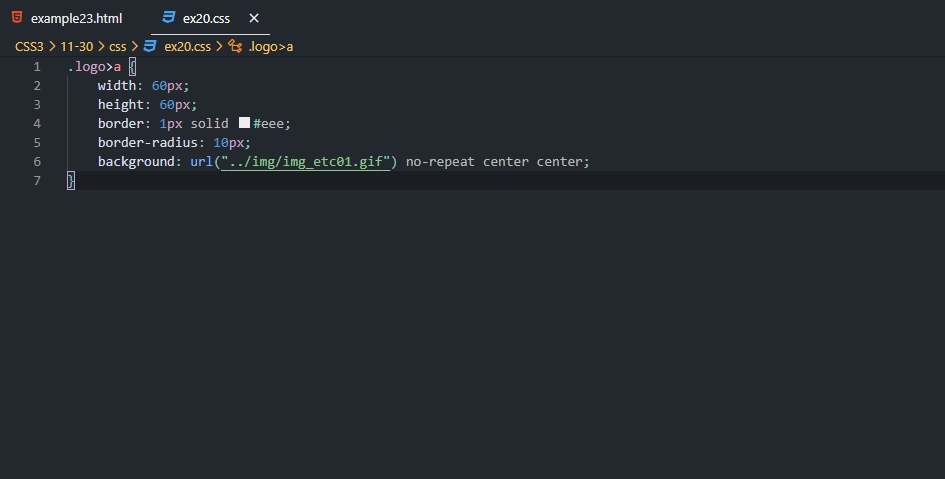 example23.html ex20.css ×
CSS3 > 11-30 > css > ex20.css > .logo>a
1 .logo>a {
2 width: 60px;
3 height: 60px;
4 border: 1px solid #eee;
5 border-radius: 10px;
6 background: url("../img/img_etc01.gif") no-repeat center center;
7 }